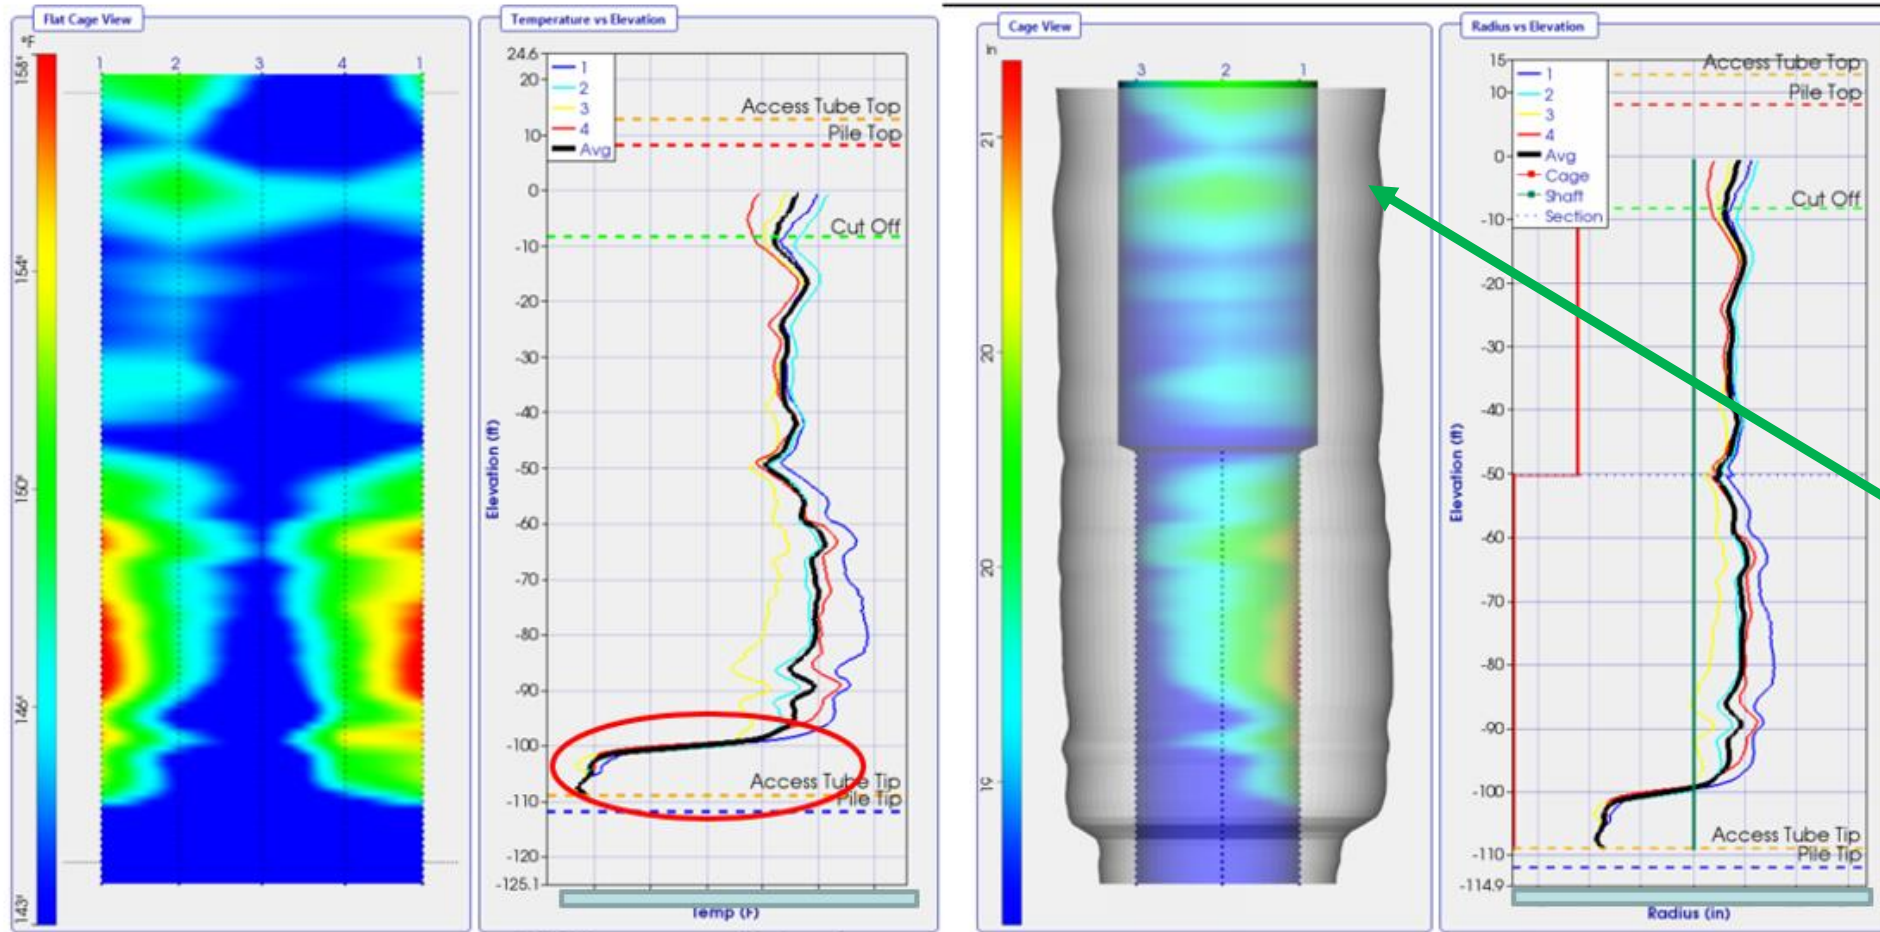 Flat Cage View
°F
1 2 3 4 1
158°
154°
150°
146°
143°
Temperature vs Elevation
24.6
20
10
0
-10
-20
-30
-40
-50
-60
-70
-80
-90
-100
-110
-120
-125.1
Elevation (ft)
1
2
3
4
Avg
Access Tube Top
Pile Top
Cut Off
Access Tube Tip
Pile Tip
Temp (F)
Cage View
In
3 2 1
21
20
20
19
Radius vs Elevation
15
10
0
-10
-20
-30
-40
-50
-60
-70
-80
-90
-100
-110
-114.9
Elevation (ft)
1
2
3
4
Avg
Cage
Shaft
Section
Access Tube Top
Pile Top
Cut Off
Access Tube Tip
Pile Tip
Radius (in)